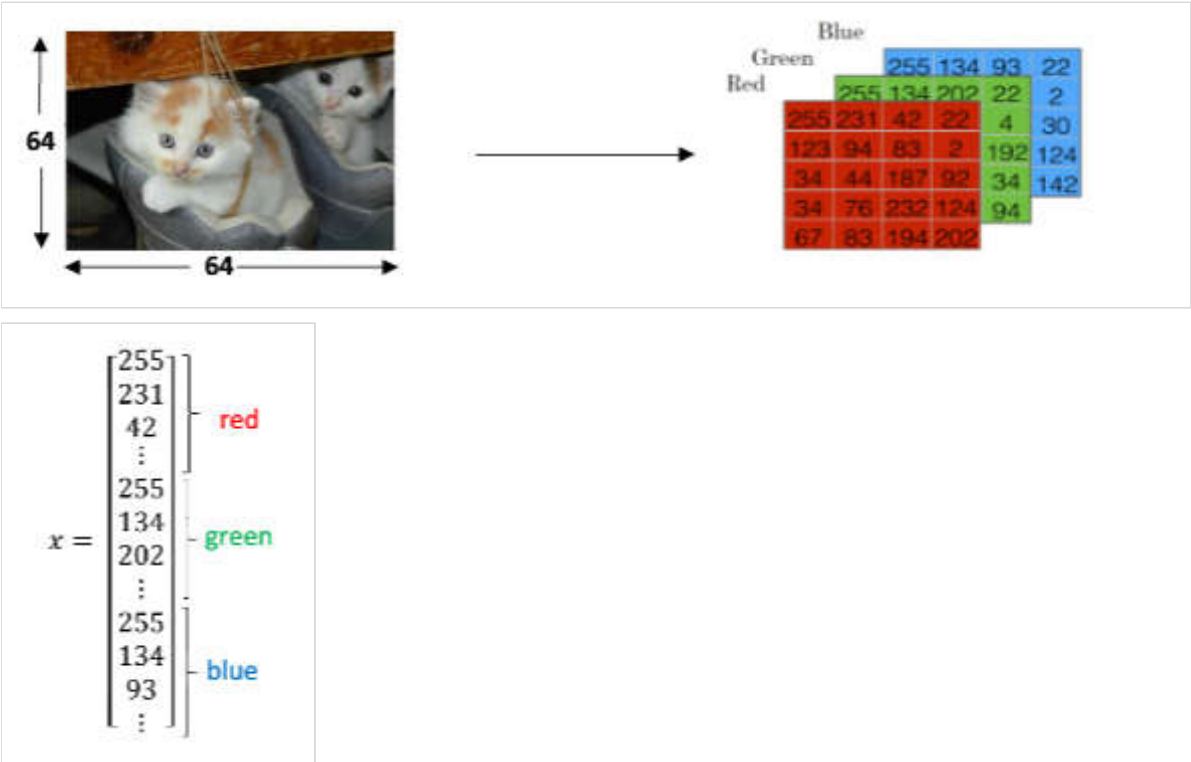 Blue
Green
Red
255 134 93 22
255 134 202 22 2
255 231 42 22 4 30
123 94 83 2 192 124
34 44 187 92 34 142
34 76 232 124 94
67 83 194 202
64
64
255
231
42
⋮
red
255
134
202
⋮
green
x =
255
134
93
⋮
blue